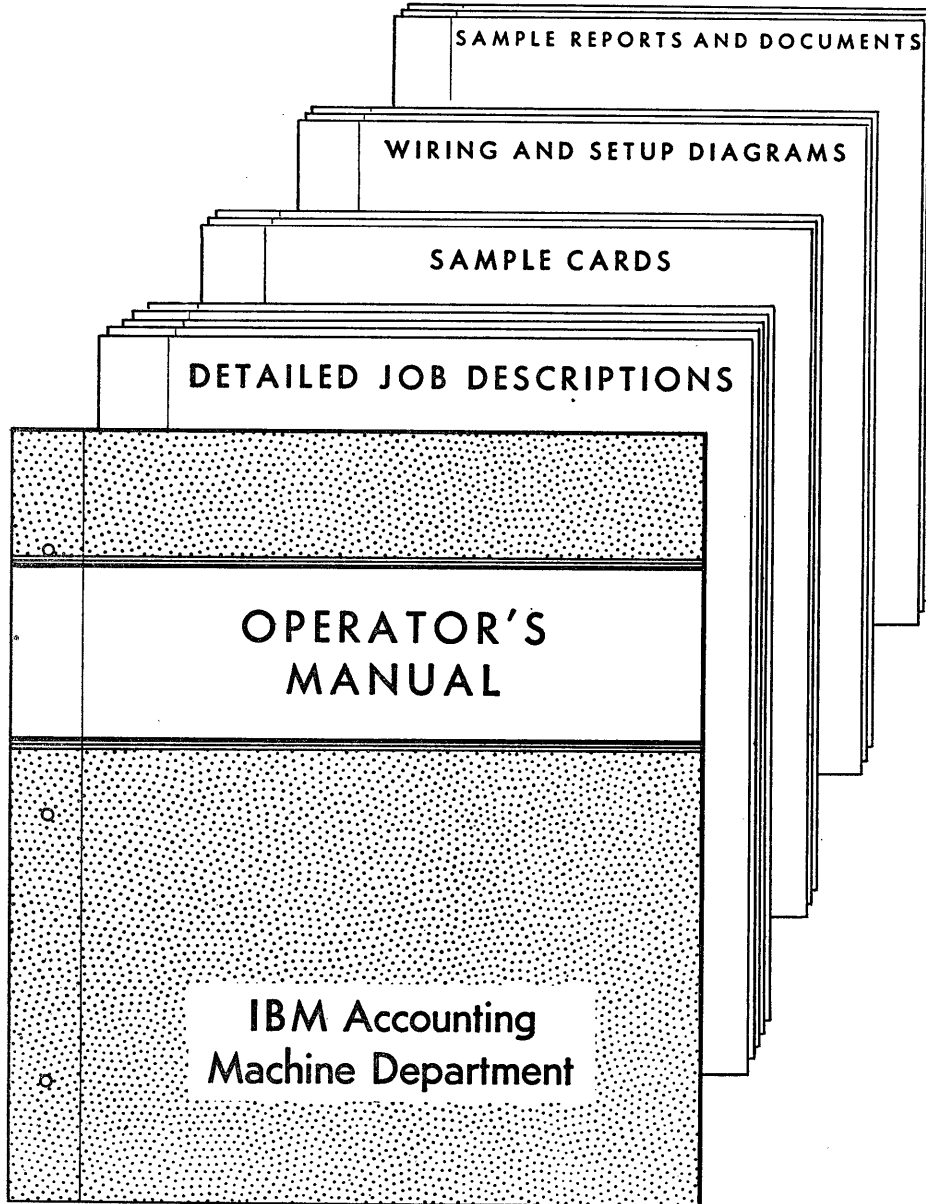 SAMPLE REPORTS AND DOCUMENTS
WIRING AND SETUP DIAGRAMS
SAMPLE CARDS
DETAILED JOB DESCRIPTIONS
OPERATOR'S
MANUAL
IBM Accounting
Machine Department